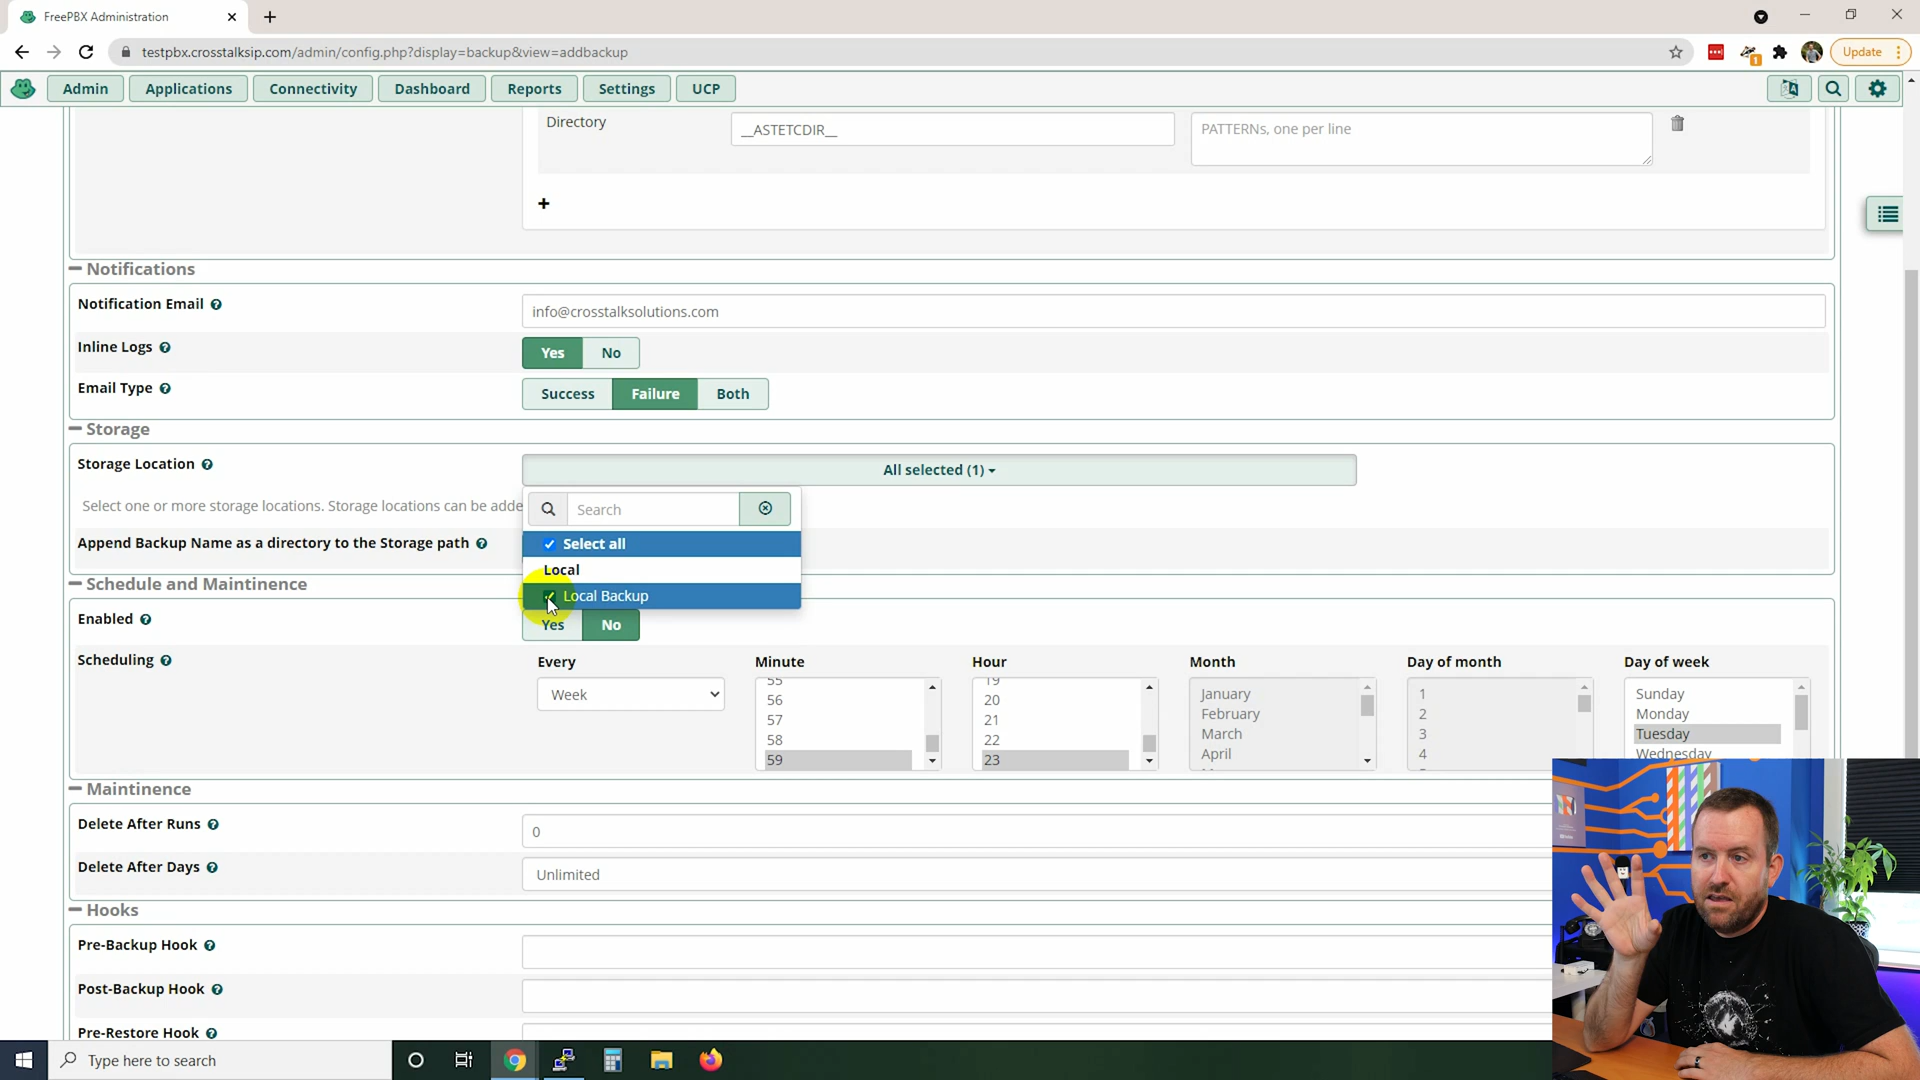 FreePBX Administration
testpbx.crosstalksip.com/admin/config.php?display=backup&view=addbackup
Update
1
Admin
Applications
Connectivity
Dashboard
Reports
Settings
UCP
Directory
__ASTETCDIR__
PATTERNs, one per line
+
Notifications
Notification Email
info@crosstalksolutions.com
Inline Logs
Yes No
Email Type
Success Failure Both
Storage
Storage Location
All selected (1)
Select one or more storage locations. Storage locations can be adde
Search
Select all
Local
Local Backup
Append Backup Name as a directory to the Storage path
Schedule and Maintinence
Enabled
Yes No
Scheduling
Every
Week
Minute
55
56
57
58
59
Hour
19
20
21
22
23
Month
January
February
March
April
Day of month
1
2
3
4
Day of week
Sunday
Monday
Tuesday
Wednesday
Maintinence
Delete After Runs
0
Delete After Days
Unlimited
Hooks
Pre-Backup Hook
Post-Backup Hook
Pre-Restore Hook
Type here to search